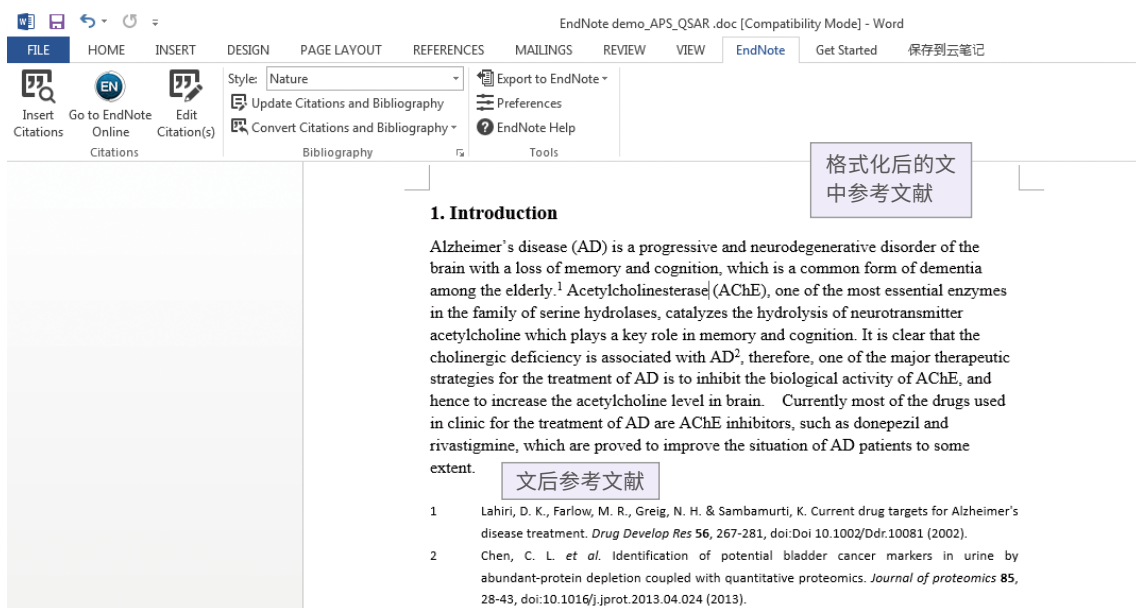 EndNote demo_APS_QSAR .doc [Compatibility Mode] - Word
FILE HOME INSERT DESIGN PAGE LAYOUT REFERENCES MAILINGS REVIEW VIEW EndNote Get Started 保存到云笔记
Style: Nature Export to EndNote
EN
Update Citations and Bibliography Preferences
Insert Go to EndNote Edit
Citations Online Citation(s)
Convert Citations and Bibliography EndNote Help
Citations Bibliography Tools
格式化后的文
中参考文献
1. Introduction
Alzheimer's disease (AD) is a progressive and neurodegenerative disorder of the
brain with a loss of memory and cognition, which is a common form of dementia
among the elderly.¹ Acetylcholinesterase (AChE), one of the most essential enzymes
in the family of serine hydrolases, catalyzes the hydrolysis of neurotransmitter
acetylcholine which plays a key role in memory and cognition. It is clear that the
cholinergic deficiency is associated with AD², therefore, one of the major therapeutic
strategies for the treatment of AD is to inhibit the biological activity of AChE, and
hence to increase the acetylcholine level in brain. Currently most of the drugs used
in clinic for the treatment of AD are AChE inhibitors, such as donepezil and
rivastigmine, which are proved to improve the situation of AD patients to some
extent.
文后参考文献
1 Lahiri, D. K., Farlow, M. R., Greig, N. H. & Sambamurti, K. Current drug targets for Alzheimer's
disease treatment. Drug Develop Res 56, 267-281, doi:Doi 10.1002/Ddr.10081 (2002).
2 Chen, C. L. et al. Identification of potential bladder cancer markers in urine by
abundant-protein depletion coupled with quantitative proteomics. Journal of proteomics 85,
28-43, doi:10.1016/j.jprot.2013.04.024 (2013).